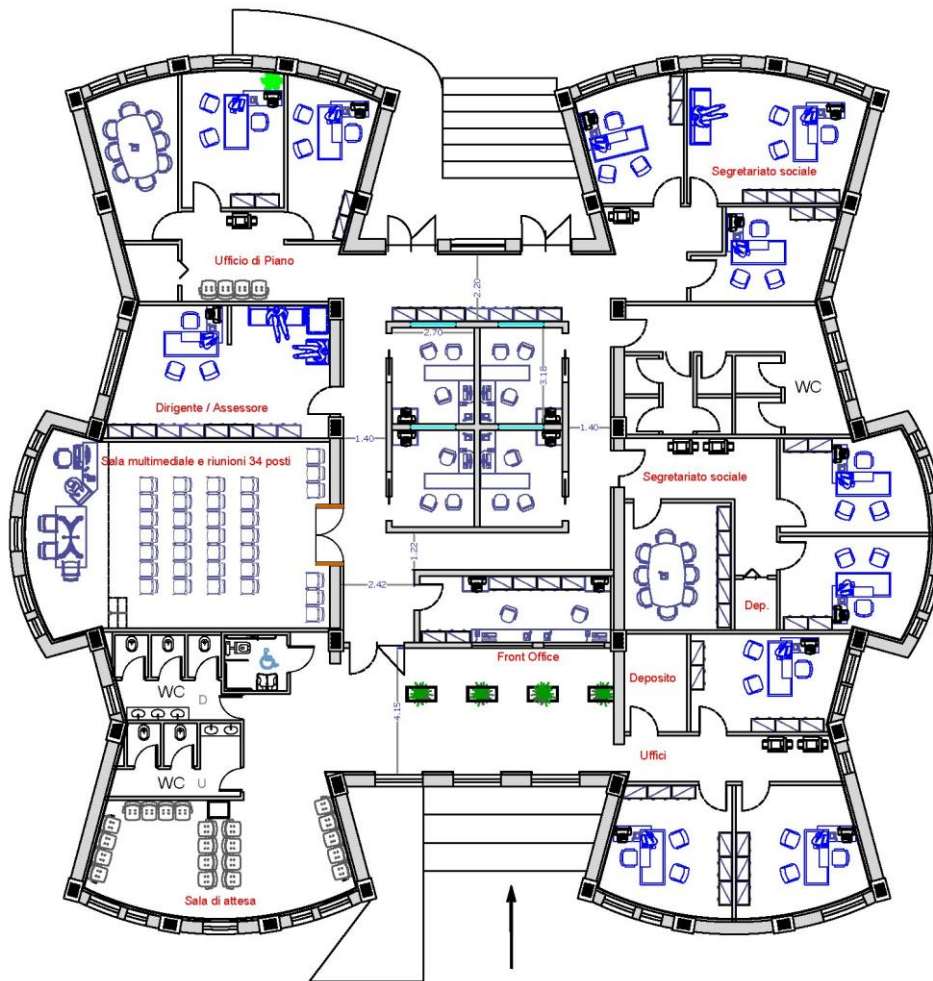 Segretariato sociale
Ufficio di Piano
2.20
2.70
3.18
Dirigente / Assessore
WC
1.40
1.40
Sala multimediale e riunioni 34 posti
Segretariato sociale
1.22
2.42
Dep.
Front Office
Deposito
WC D
4.15
Uffici
WC U
Sala di attesa